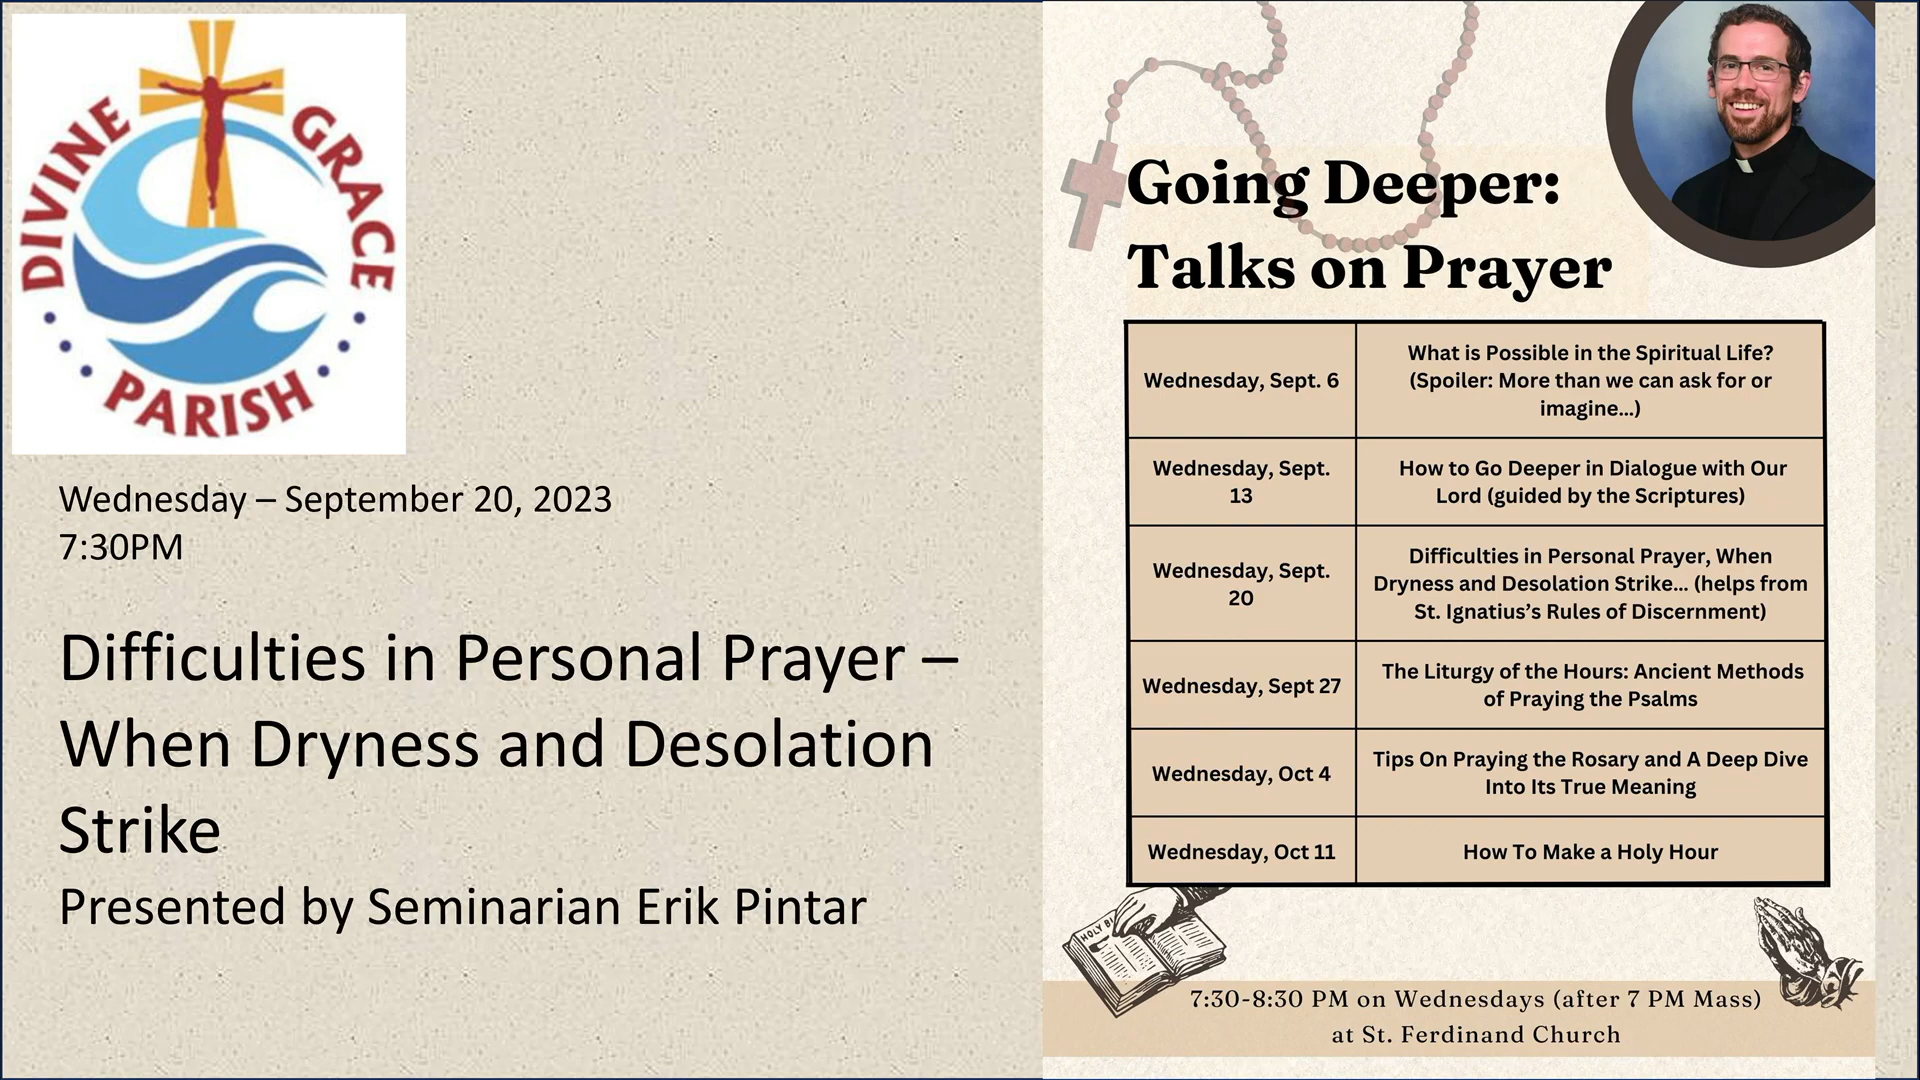 DIVINE GRACE
PARISH
Wednesday – September 20, 2023
7:30PM
Difficulties in Personal Prayer –
When Dryness and Desolation
Strike
Presented by Seminarian Erik Pintar
Going Deeper:
Talks on Prayer
Wednesday, Sept. 6
What is Possible in the Spiritual Life?
(Spoiler: More than we can ask for or
imagine...)
Wednesday, Sept.
13
How to Go Deeper in Dialogue with Our
Lord (guided by the Scriptures)
Wednesday, Sept.
20
Difficulties in Personal Prayer, When
Dryness and Desolation Strike... (helps from
St. Ignatius’s Rules of Discernment)
Wednesday, Sept 27
The Liturgy of the Hours: Ancient Methods
of Praying the Psalms
Wednesday, Oct 4
Tips On Praying the Rosary and A Deep Dive
Into Its True Meaning
Wednesday, Oct 11
How To Make a Holy Hour
HOLY BI
7:30-8:30 PM on Wednesdays (after 7 PM Mass)
at St. Ferdinand Church